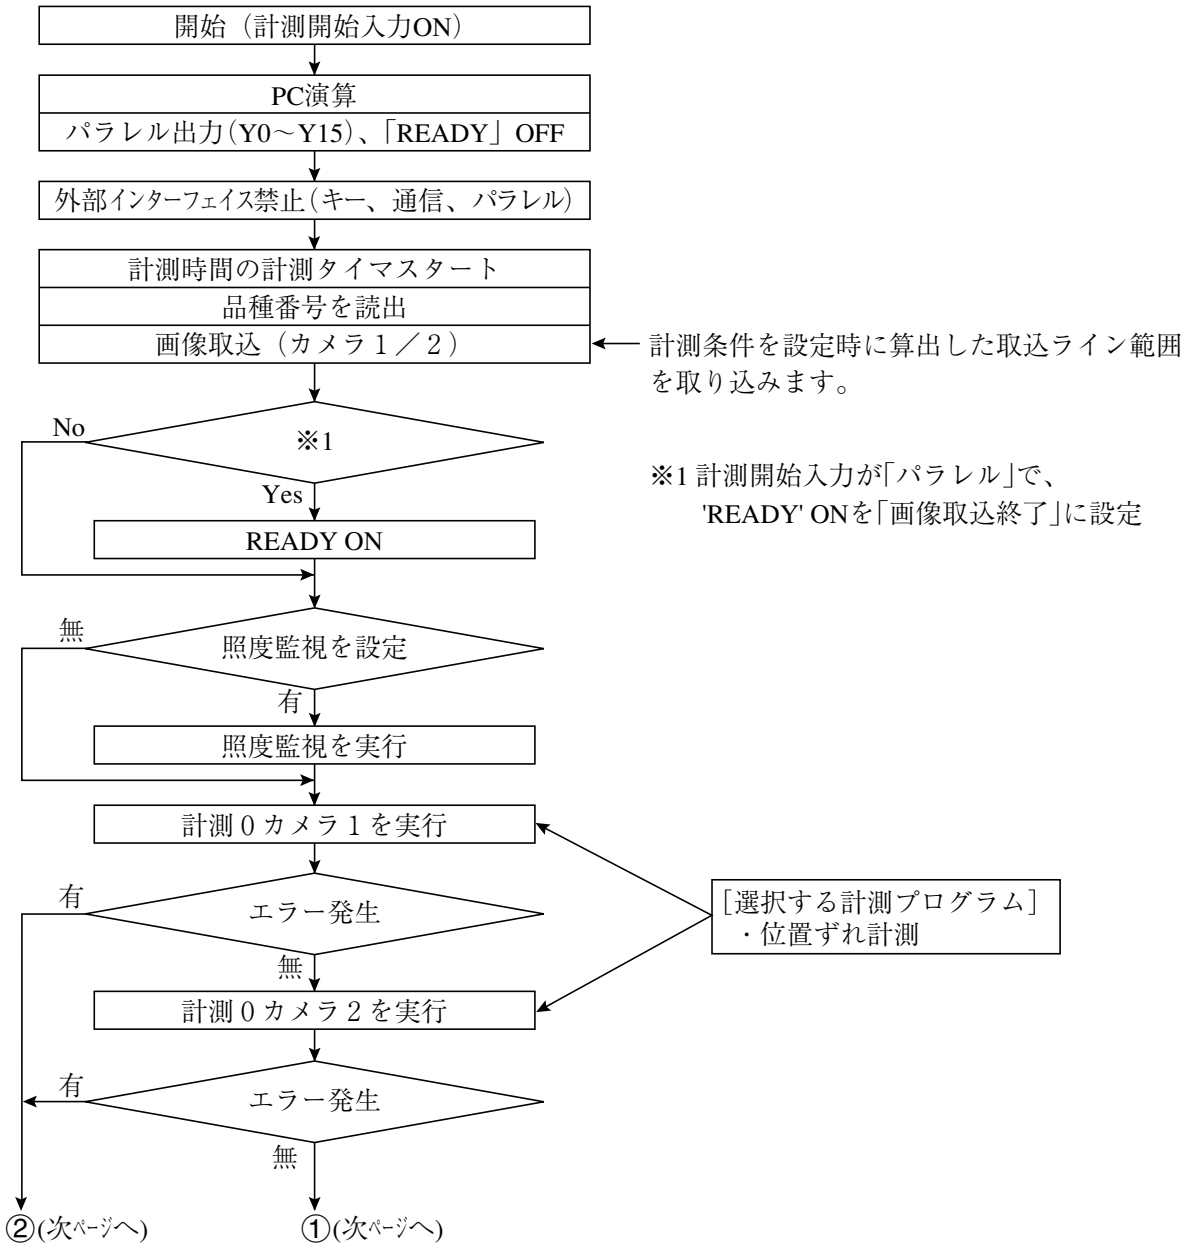 開始（計測開始入力ON）
PC演算
パラレル出力(Y0～Y15)、「READY」OFF
外部インターフェイス禁止(キー、通信、パラレル)
計測時間の計測タイマスタート
品種番号を読出
画像取込（カメラ１／２）
計測条件を設定時に算出した取込ライン範囲
を取り込みます。
No
※1
※1 計測開始入力が「パラレル」で、
'READY' ONを「画像取込終了」に設定
Yes
READY ON
無
照度監視を設定
有
照度監視を実行
計測０カメラ１を実行
有
エラー発生
[選択する計測プログラム]
・位置ずれ計測
無
計測０カメラ２を実行
有
エラー発生
無
②(次ページへ)
①(次ページへ)